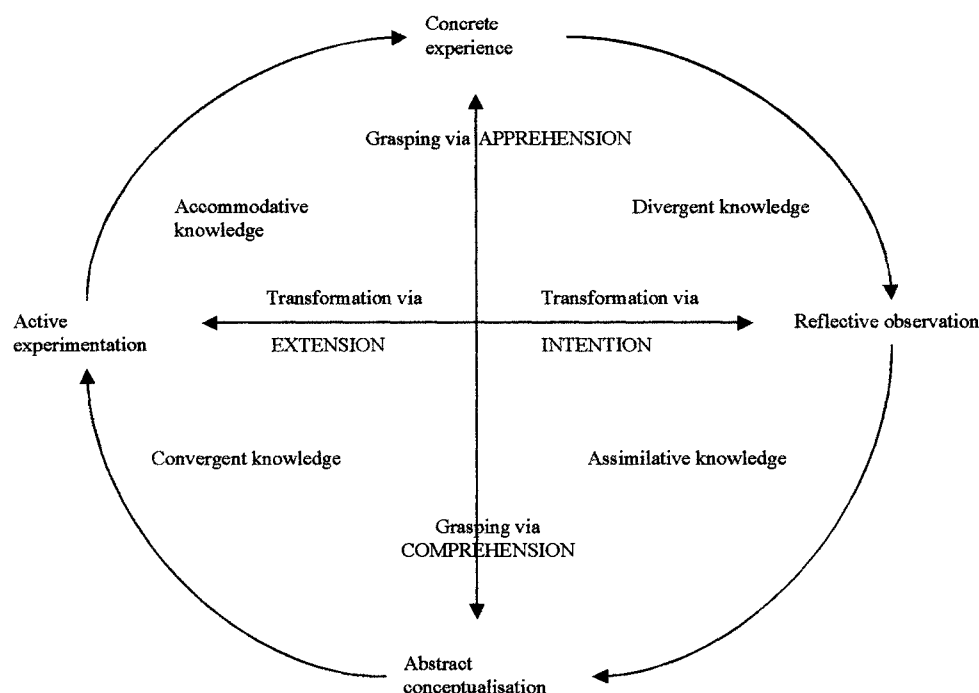 Concrete
experience
Grasping via APPREHENSION
Accommodative
knowledge
Divergent knowledge
Transformation via
Transformation via
Active
experimentation
Reflective observation
EXTENSION
INTENTION
Convergent knowledge
Assimilative knowledge
Grasping via
COMPREHENSION
Abstract
conceptualisation